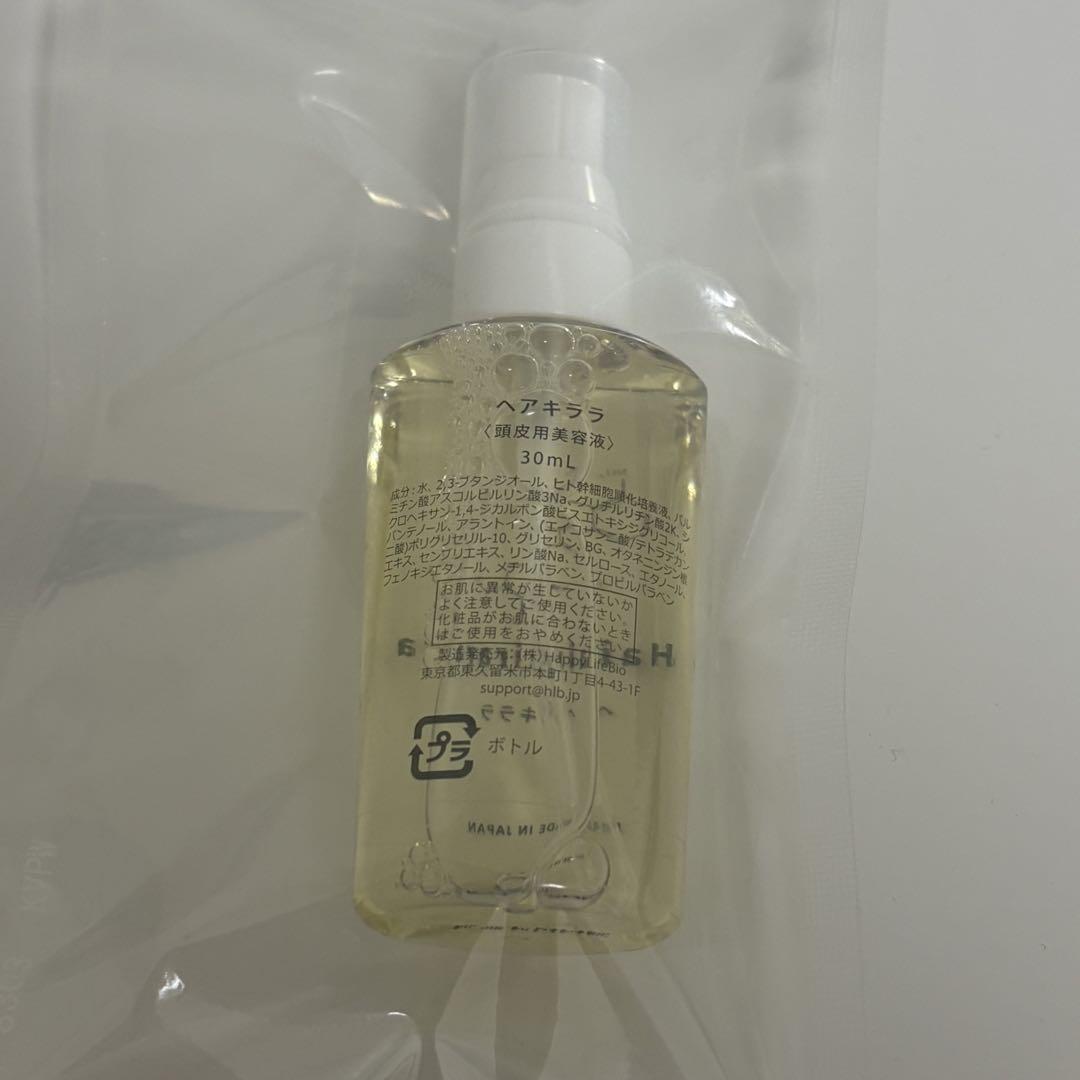 ヘアキララ
〈頭皮用美容液〉
30mL
成分：水、2,3-ブタンジオール、ヒト幹細胞順化培養液、パル
ミチン酸アスコルビルリン酸3Na、グリチルリチン酸2K、シ
クロヘキサン-1,4-ジカルボン酸ビスエトキシジグリコール、
パンテノール、アラントイン、(エイコサン二酸/テトラデカン
二酸)ポリグリセリル-10、グリセリン、BG、オタネニンジン根
エキス、センブリエキス、リン酸Na、セルロース、エタノール、
フェノキシエタノール、メチルパラベン、プロピルパラベン
お肌に異常が生じていないか
よく注意してご使用ください。
化粧品がお肌に合わないとき
はご使用をおやめください。
製造発売元：(株)HappyLifeBio
東京都東久留米市本町1丁目4-43-1F
support@hlb.jp
プラ ボトル
MADE IN JAPAN